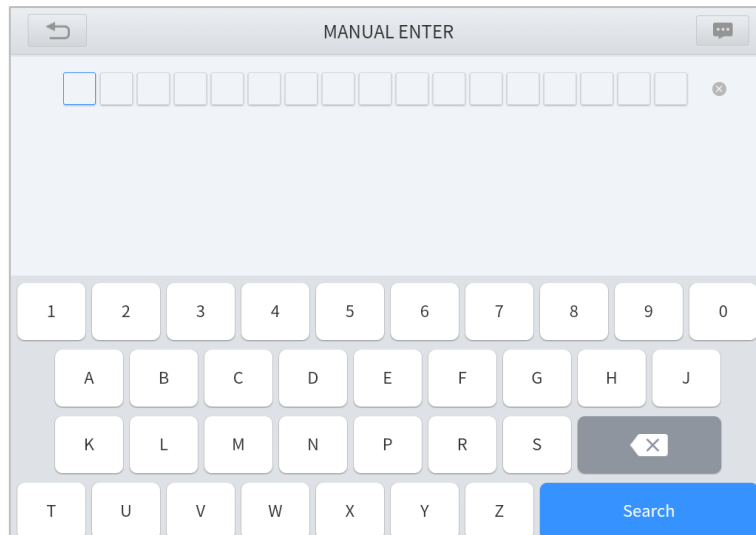 MANUAL ENTER
1 2 3 4 5 6 7 8 9 0
A B C D E F G H J
K L M N P R S
T U V W X Y Z Search